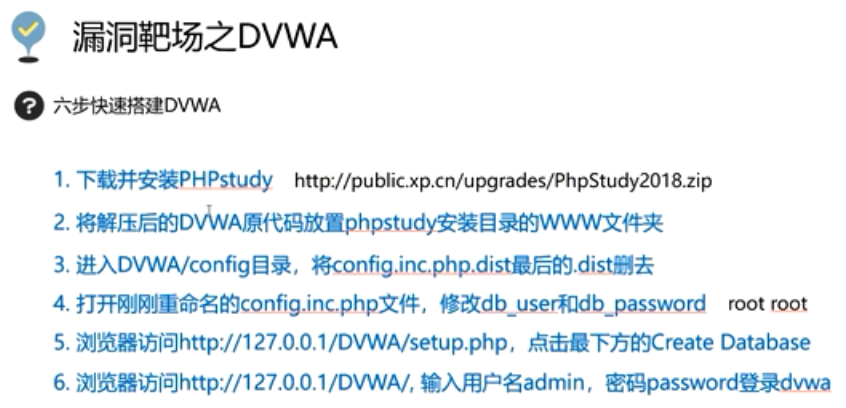 漏洞靶场之DVWA
六步快速搭建DVWA
1. 下载并安装PHPstudy http://public.xp.cn/upgrades/PhpStudy2018.zip
2. 将解压后的DVWA原代码放置phpstudy安装目录的WWW文件夹
3. 进入DVWA/config目录，将config.inc.php.dist最后的.dist删去
4. 打开刚刚重命名的config.inc.php文件，修改db_user和db_password root root
5. 浏览器访问http://127.0.0.1/DVWA/setup.php，点击最下方的Create Database
6. 浏览器访问http://127.0.0.1/DVWA/, 输入用户名admin，密码password登录dvwa